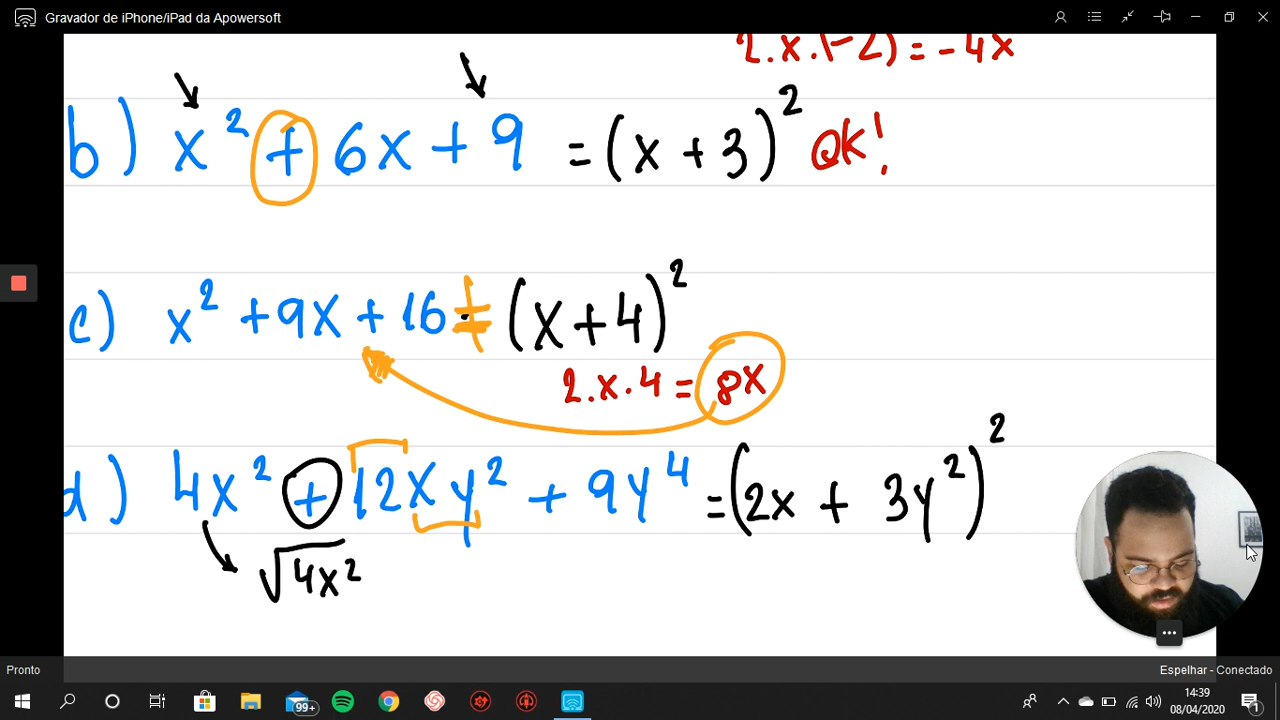 Gravador de iPhone/iPad da Apowersoft
2.x.(-2) = -4x
b) x² + 6x + 9 = (x + 3)² OK!
c) x² + 9x + 16 ≠ (x + 4)²
2.x.4 = 8x
d) 4x² + 12xy² + 9y⁴ = (2x + 3y²)²
√4x²
Pronto
Espelhar - Conectado
99+
14:39
08/04/2020
1